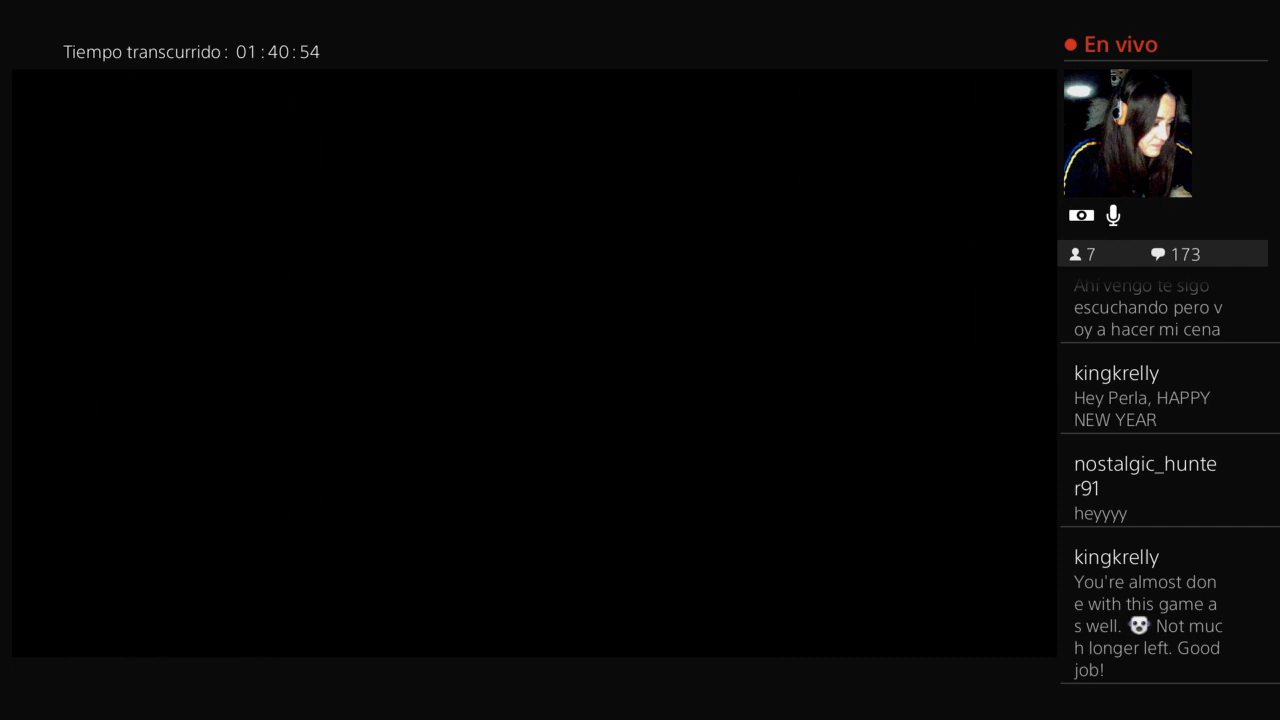 Tiempo transcurrido: 01:40:54
En vivo
7 173
Ahí vengo te sigo
escuchando pero v
oy a hacer mi cena
kingkrelly
Hey Perla, HAPPY
NEW YEAR
nostalgic_hunte
r91
heyyyy
kingkrelly
You're almost don
e with this game a
s well. Not muc
h longer left. Good
job!